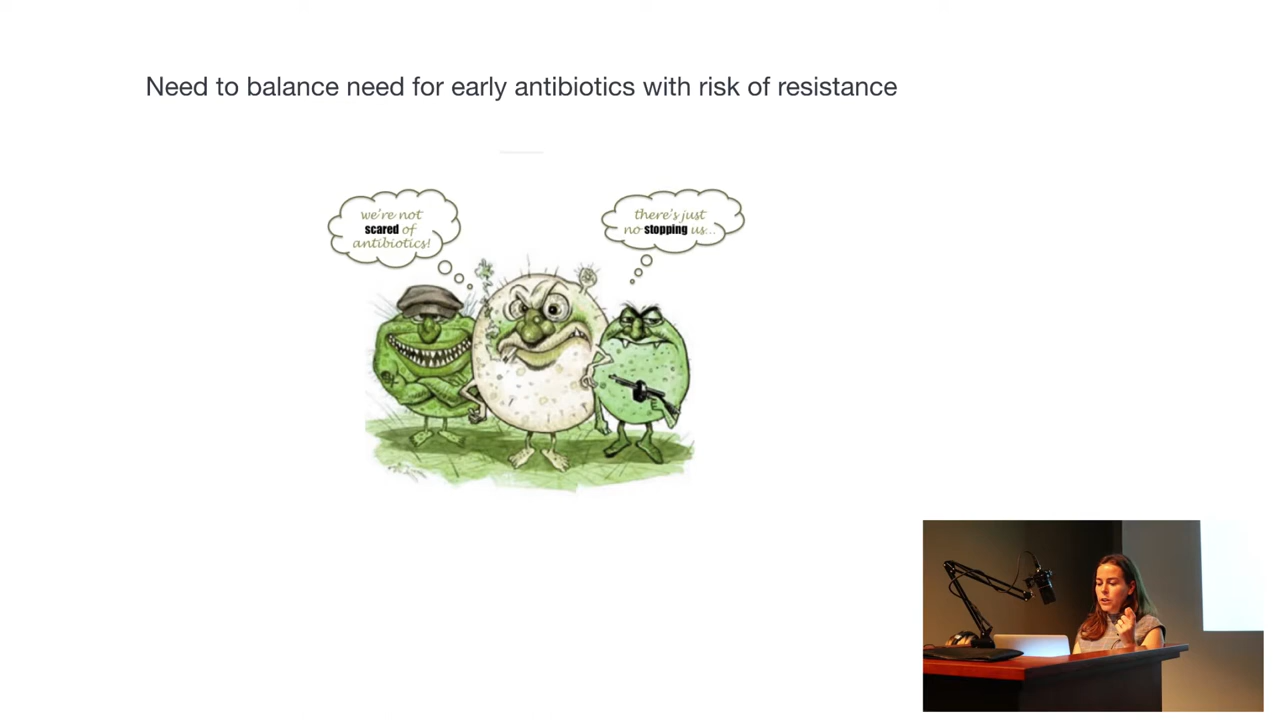 Need to balance need for early antibiotics with risk of resistance
we're not
scared of
antibiotics!
there's just
no stopping us...